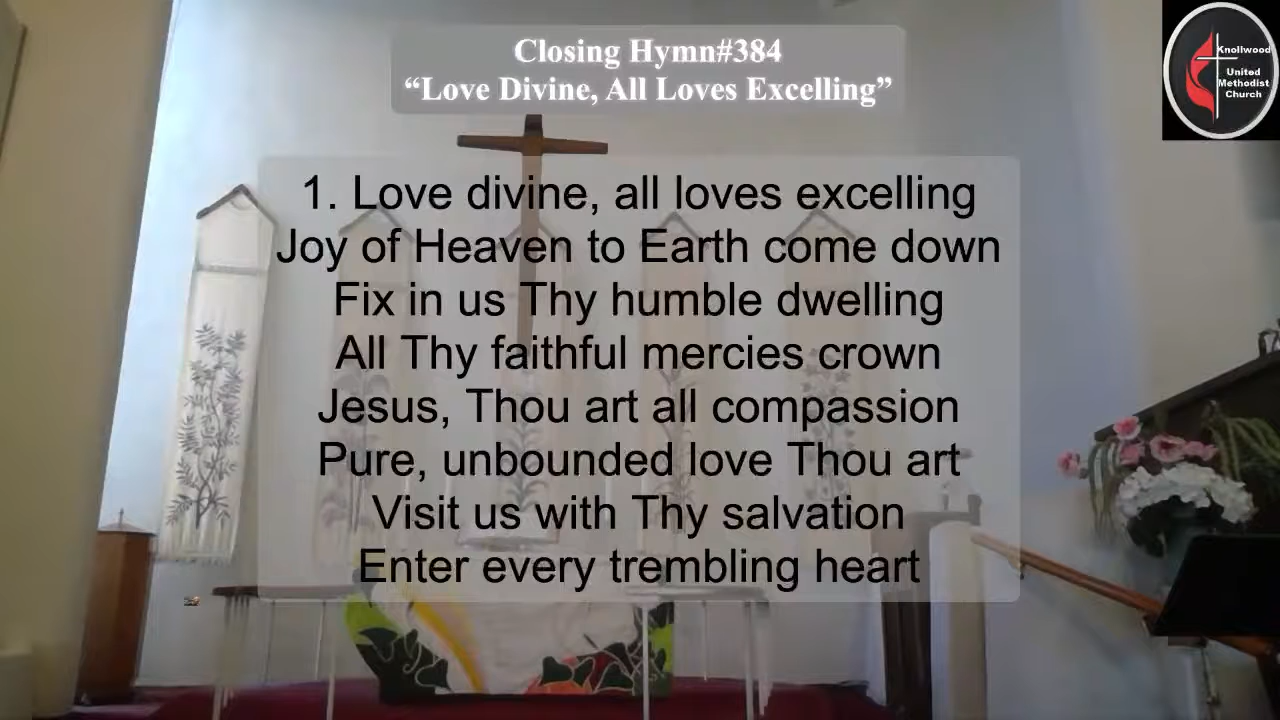 Closing Hymn#384
“Love Divine, All Loves Excelling”
Knollwood
United
Methodist
Church
1. Love divine, all loves excelling
Joy of Heaven to Earth come down
Fix in us Thy humble dwelling
All Thy faithful mercies crown
Jesus, Thou art all compassion
Pure, unbounded love Thou art
Visit us with Thy salvation
Enter every trembling heart